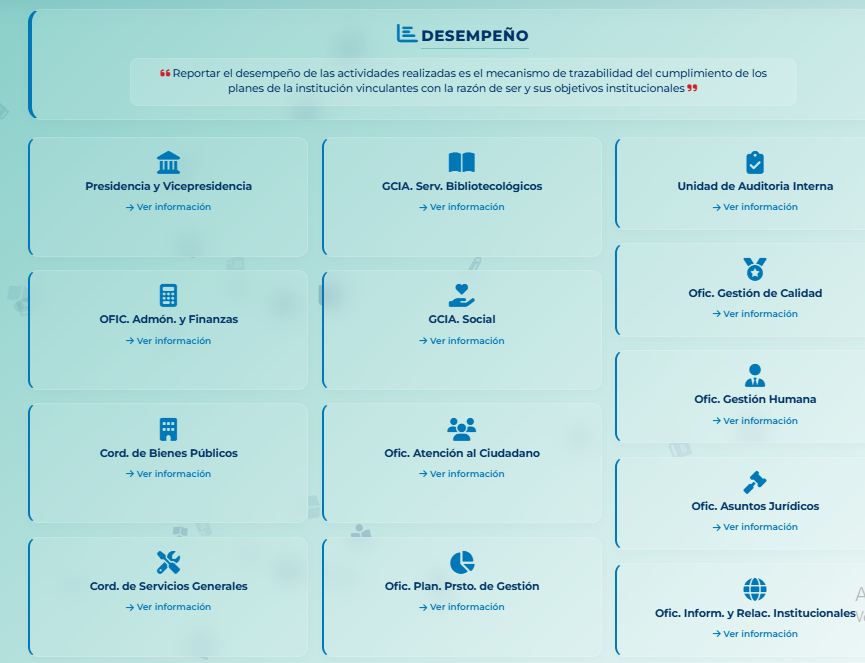 DESEMPEÑO
❝ Reportar el desempeño de las actividades realizadas es el mecanismo de trazabilidad del cumplimiento de los
planes de la institución vinculantes con la razón de ser y sus objetivos institucionales ❞
Presidencia y Vicepresidencia
→ Ver información
OFIC. Admón. y Finanzas
→ Ver información
Cord. de Bienes Públicos
→ Ver información
Cord. de Servicios Generales
→ Ver información
GCIA. Serv. Bibliotecológicos
→ Ver información
GCIA. Social
→ Ver información
Ofic. Atención al Ciudadano
→ Ver información
Ofic. Plan. Prsto. de Gestión
→ Ver información
Unidad de Auditoria Interna
→ Ver información
Ofic. Gestión de Calidad
→ Ver información
Ofic. Gestión Humana
→ Ver información
Ofic. Asuntos Jurídicos
→ Ver información
Ofic. Inform. y Relac. Institucionales
→ Ver información